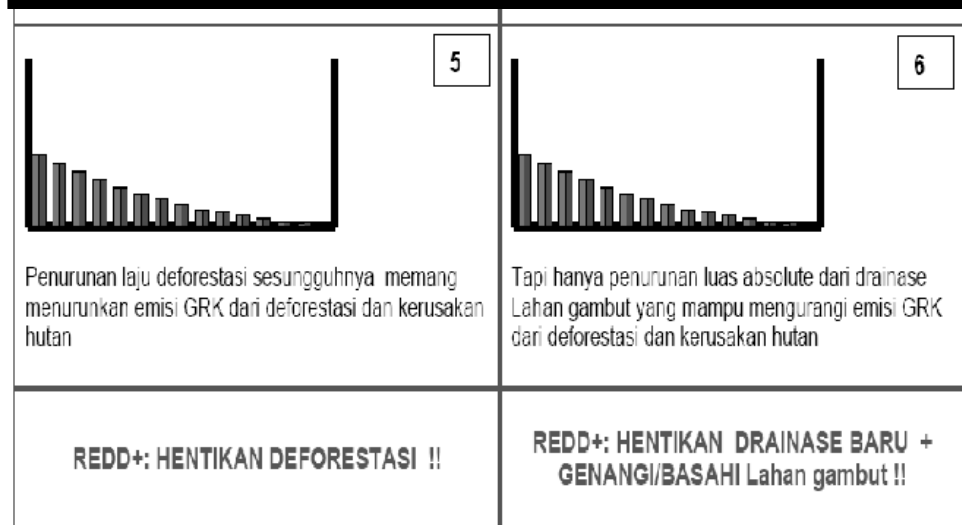 5
Penurunan laju deforestasi sesungguhnya memang
menurunkan emisi GRK dari deforestasi dan kerusakan
hutan
REDD+: HENTIKAN DEFORESTASI !!
6
Tapi hanya penurunan luas absolute dari drainase
Lahan gambut yang mampu mengurangi emisi GRK
dari deforestasi dan kerusakan hutan
REDD+: HENTIKAN DRAINASE BARU +
GENANGI/BASAHI Lahan gambut !!